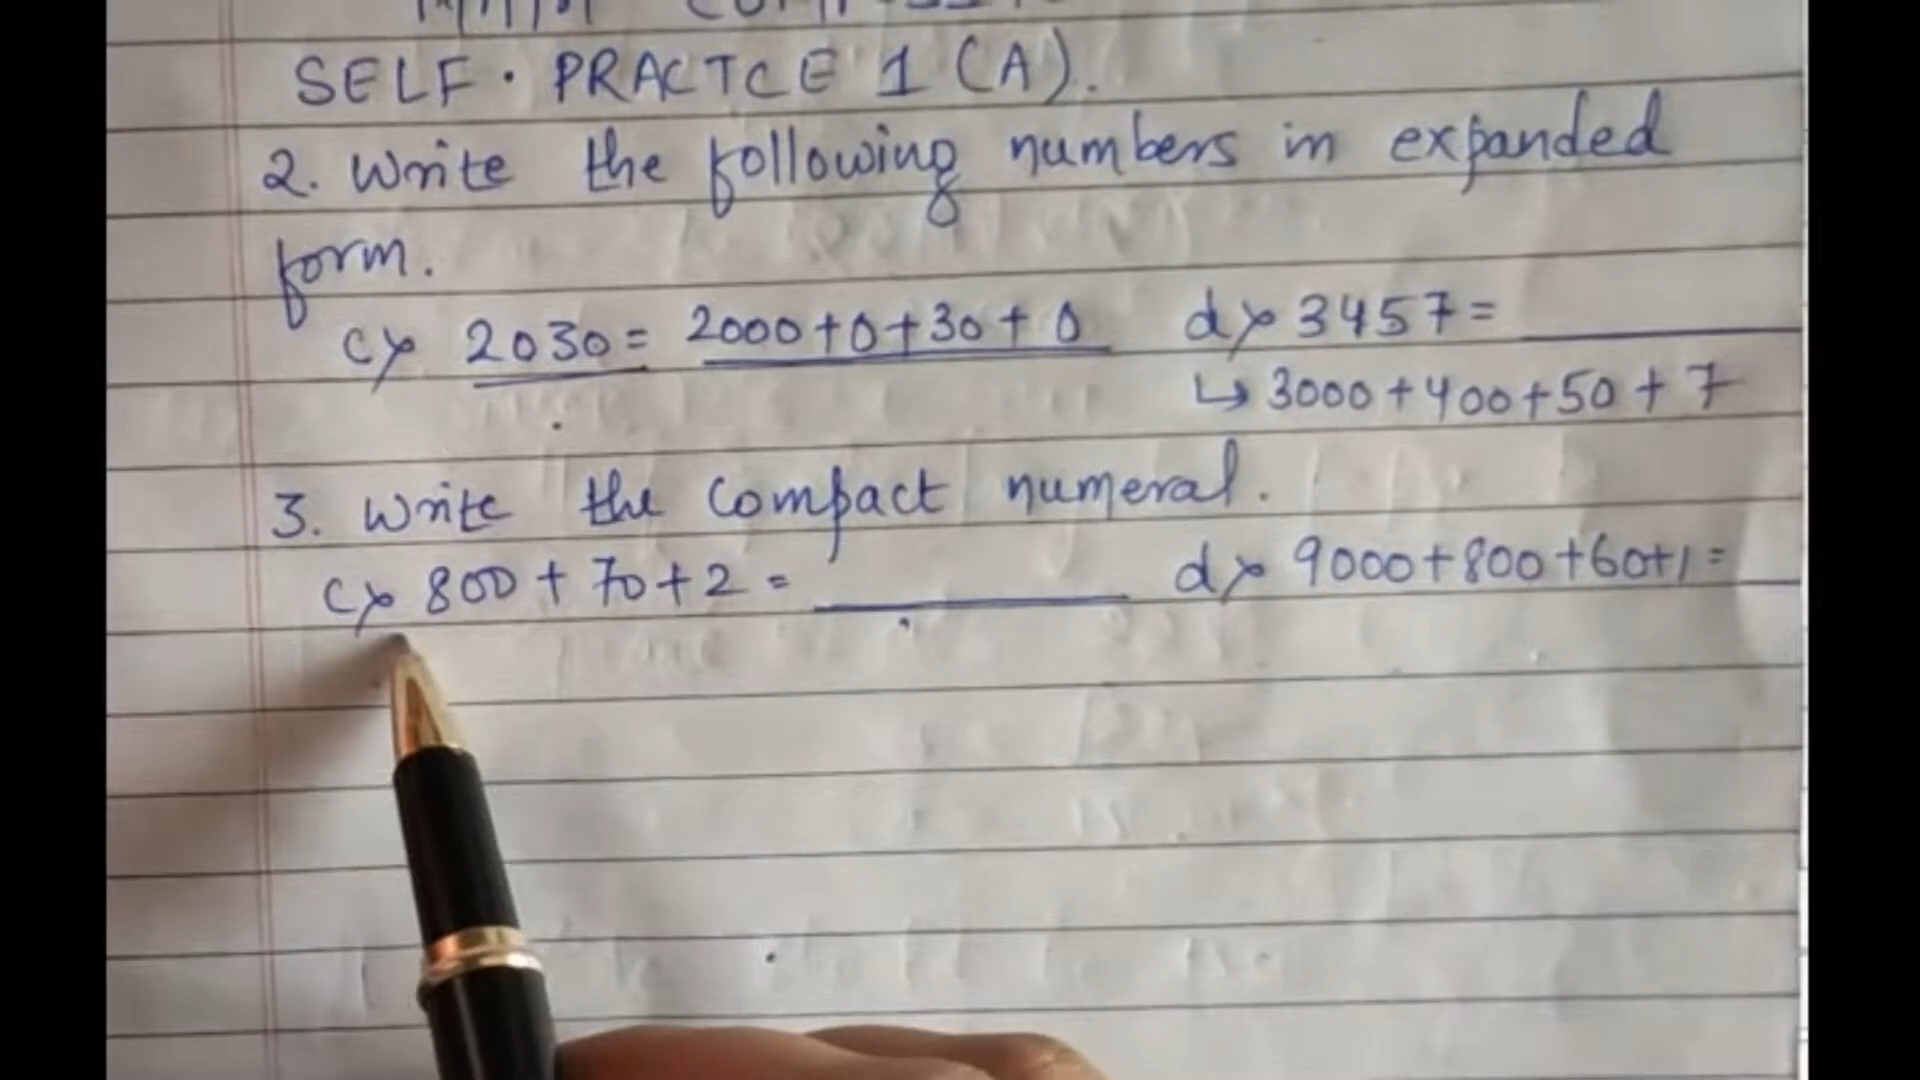 SELF · PRACTCE 1 (A).
2. Write the following numbers in expanded
form.
c> 2030 = 2000+0+30+0 d> 3457 =
↳ 3000+400+50+7
3. Write the compact numeral.
c> 800 + 70+2 = d> 9000+800+60+1 =